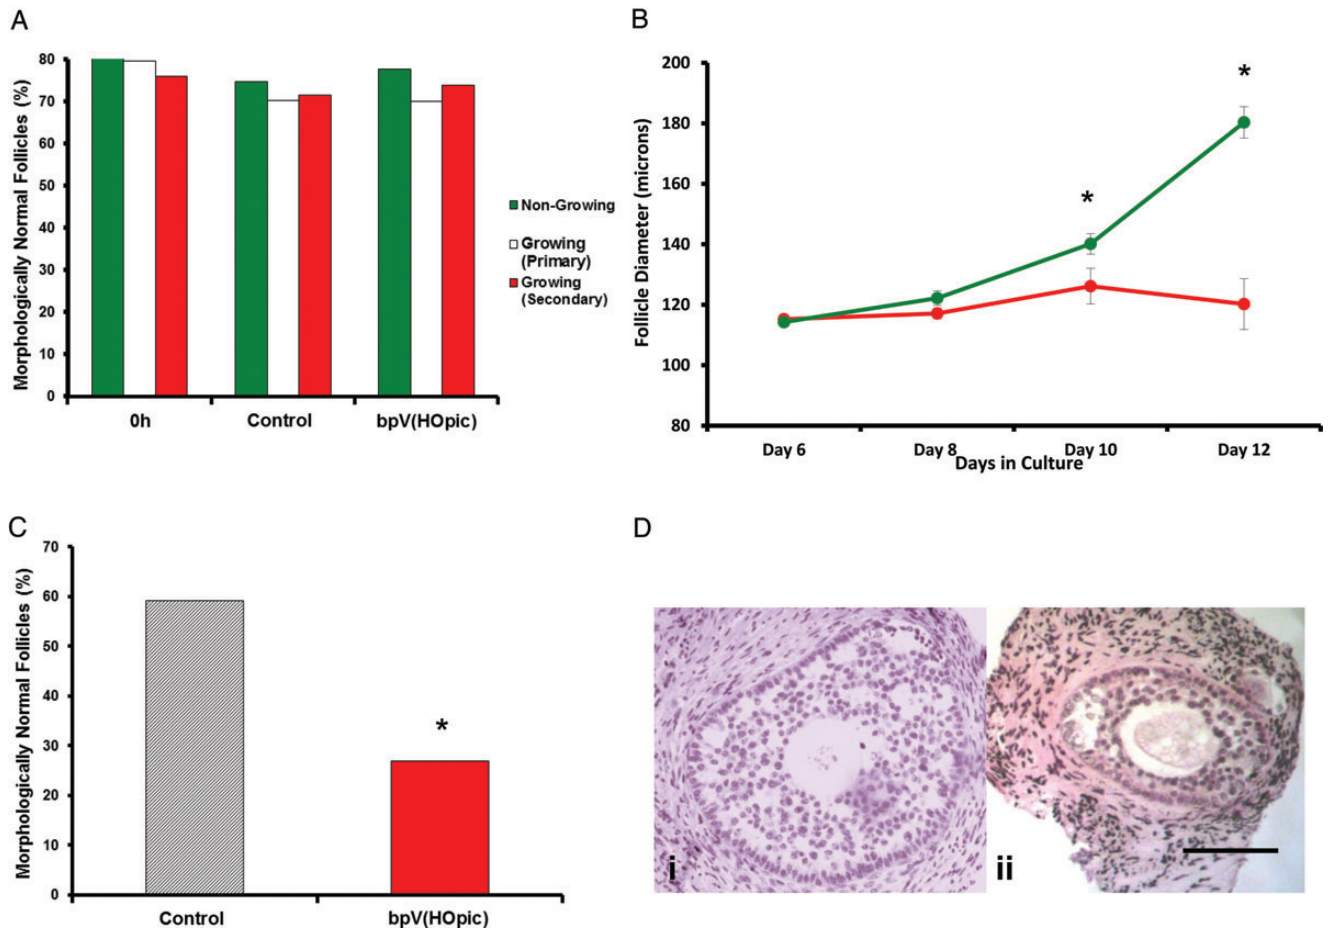 A
Morphologically Normal Follicles (%)
80
70
60
50
40
30
20
10
0
0h
Control
bpV(HOpic)
Non-Growing
Growing
(Primary)
Growing
(Secondary)
B
Follicle Diameter (microns)
200
180
160
140
120
100
80
*
*
Day 6
Day 8
Day 10
Day 12
Days in Culture
C
Morphologically Normal Follicles (%)
70
60
50
40
30
20
10
0
*
Control
bpV(HOpic)
D
i
ii